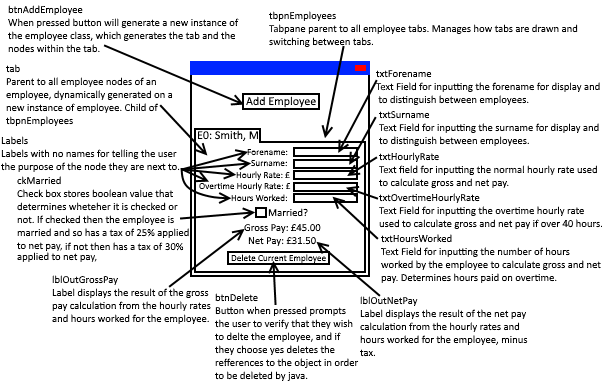 btnAddEmployee
When pressed button will generate a new instance of
the employee class, which generates the tab and the
nodes within the tab.
tbpnEmployees
Tabpane parent to all employee tabs. Manages how tabs are drawn and
switching between tabs.
tab
Parent to all employee nodes of an
employee, dynamically generated on a
new instance of employee. Child of
tbpnEmployees
Labels
Labels with no names for telling the user
the purpose of the node they are next to.
ckMarried
Check box stores boolean value that
determines wheteher it is checked or
not. If checked then the employee is
married and so has a tax of 25% applied
to net pay, if not then has a tax of 30%
applied to net pay,
Add Employee
E0: Smith, M
Forename:
Surname:
Hourly Rate: £
Overtime Hourly Rate: £
Hours Worked:
Married?
Gross Pay: £45.00
Net Pay: £31.50
Delete Current Employee
txtForename
Text Field for inputting the forename for display and
to distinguish between employees.
txtSurname
Text Field for inputting the surname for display and
to distinguish between employees.
txtHourlyRate
Text field for inputting the normal hourly rate used
to calculate gross and net pay.
txtOvertimeHourlyRate
Text Field for inputting the overtime hourly rate
used to calculate gross and net pay if over 40 hours.
txtHoursWorked
Text Field for inputting the number of hours
worked by the employee to calculate gross and net
pay. Determines hours paid on overtime.
lblOutGrossPay
Label displays the result of the gross
pay calculation from the hourly rates
and hours worked for the employee.
btnDelete
Button when pressed prompts
the user to verify that they wish
to delte the employee, and if
they choose yes deletes the
refferences to the object in order
to be deleted by java.
lblOutNetPay
Label displays the result of the net pay
calculation from the hourly rates and
hours worked for the employee, minus
tax.